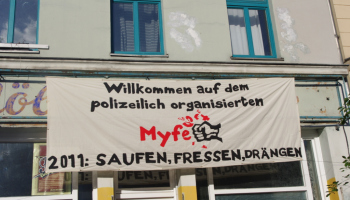 Willkommen auf dem
polizeilich organisierten
Myfe
2011: SAUFEN, FRESSEN, DRÄNGEN